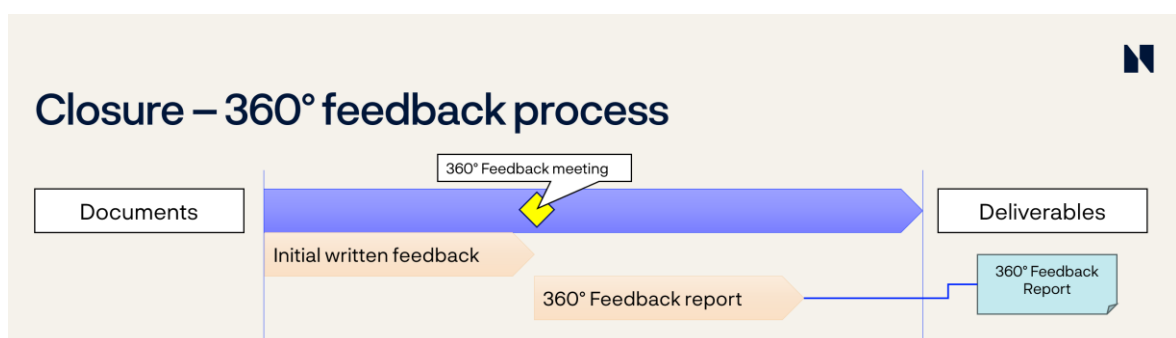 Closure – 360° feedback process
360° Feedback meeting
Documents
Deliverables
Initial written feedback
360° Feedback report
360° Feedback
Report